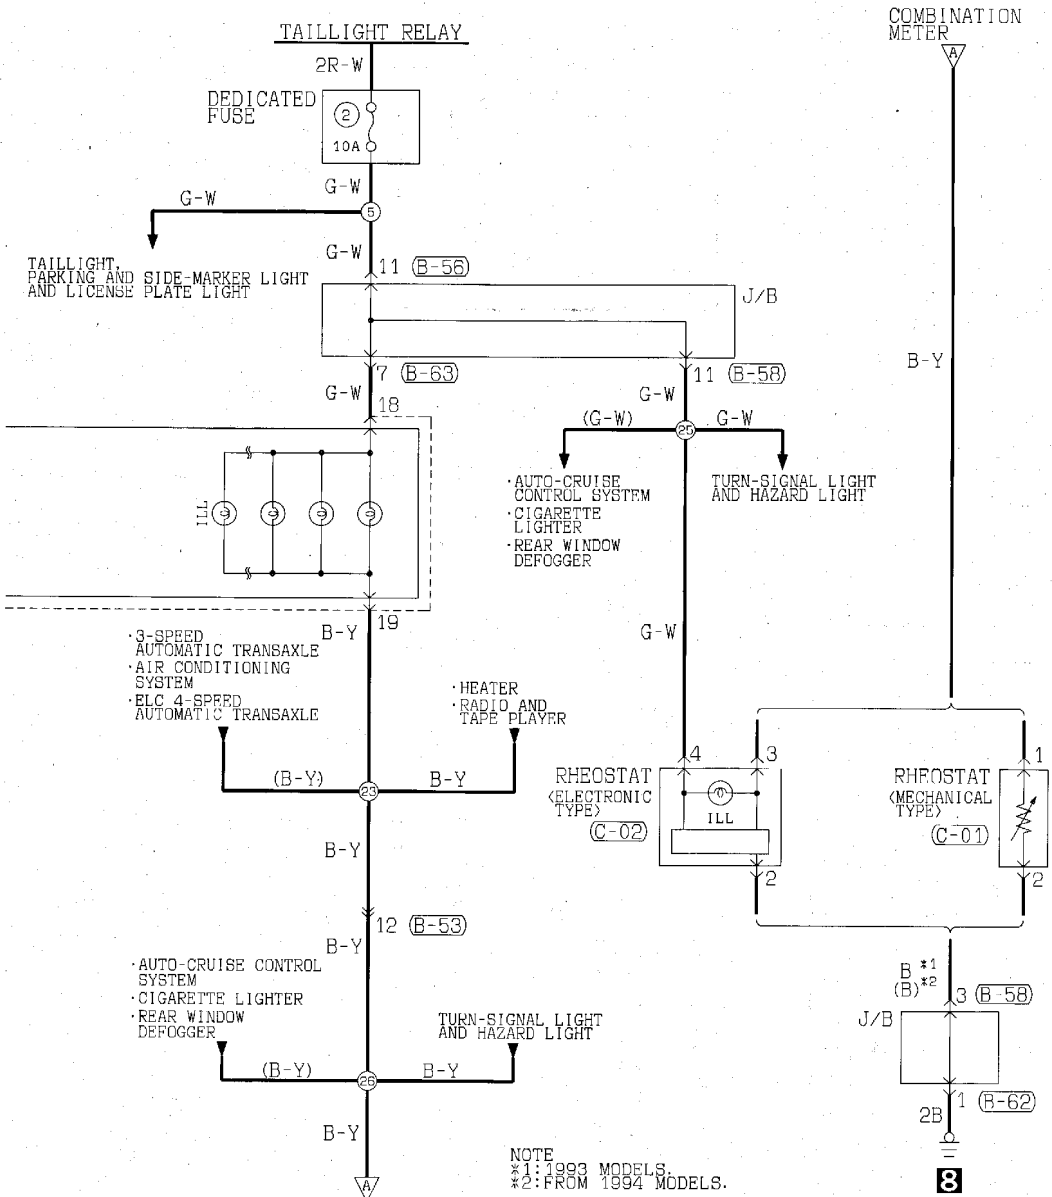 TAILLIGHT RELAY
COMBINATION
METER
A
2R-W
DEDICATED
FUSE
2
10A
G-W
G-W
5
G-W
TAILLIGHT,
PARKING AND SIDE-MARKER LIGHT
AND LICENSE PLATE LIGHT
11 (B-56)
J/B
B-Y
7 (B-63)
11 (B-58)
G-W
G-W
18
(G-W)
25
G-W
·AUTO-CRUISE
CONTROL SYSTEM
·CIGARETTE
LIGHTER
·REAR WINDOW
DEFOGGER
TURN-SIGNAL LIGHT
AND HAZARD LIGHT
ILL
19
B-Y
G-W
·3-SPEED
AUTOMATIC TRANSAXLE
·AIR CONDITIONING
SYSTEM
·ELC 4-SPEED
AUTOMATIC TRANSAXLE
·HEATER
·RADIO AND
TAPE PLAYER
(B-Y)
23
B-Y
4
3
1
RHEOSTAT
<ELECTRONIC
TYPE>
(C-02)
ILL
2
RHEOSTAT
<MECHANICAL
TYPE>
(C-01)
2
B-Y
12 (B-53)
B-Y
·AUTO-CRUISE CONTROL
SYSTEM
·CIGARETTE LIGHTER
·REAR WINDOW
DEFOGGER
TURN-SIGNAL LIGHT
AND HAZARD LIGHT
B *1
(B)*2
3 (B-58)
J/B
(B-Y)
26
B-Y
1 (B-62)
2B
B-Y
A
8
NOTE
*1:1993 MODELS.
*2:FROM 1994 MODELS.